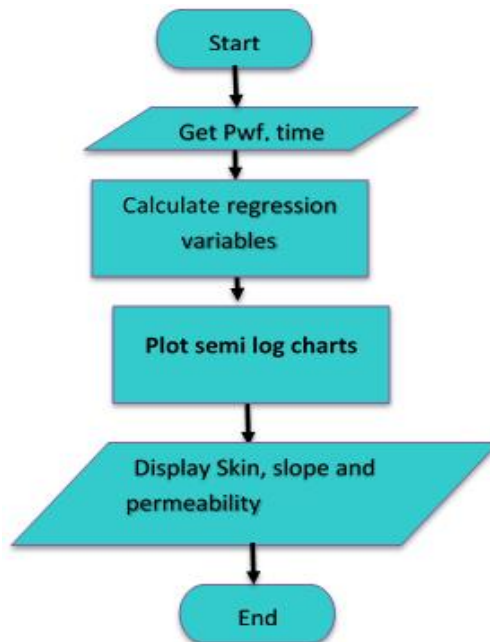 Start
Get Pwf, time
Calculate regression
variables
Plot semi log charts
Display Skin, slope and
permeability
End